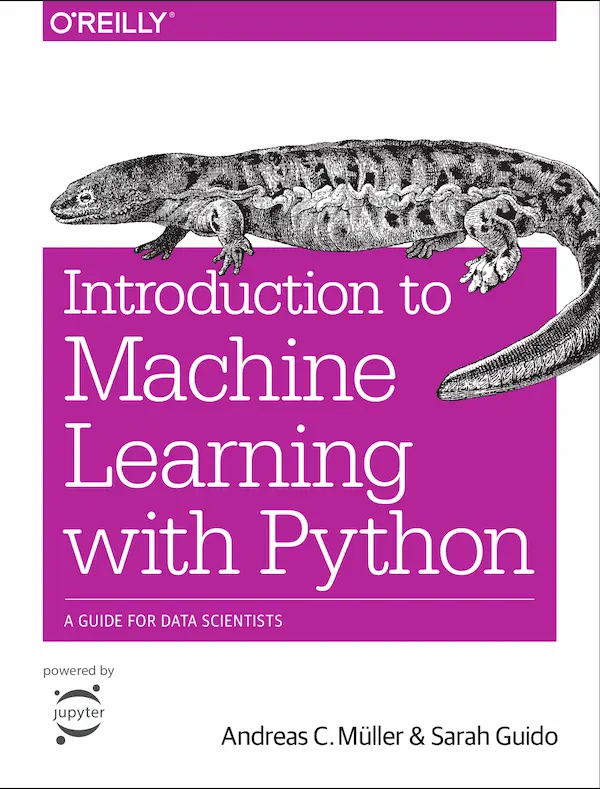 O'REILLY®
Introduction to
Machine
Learning
with Python
A GUIDE FOR DATA SCIENTISTS
powered by
jupyter
Andreas C. Müller & Sarah Guido